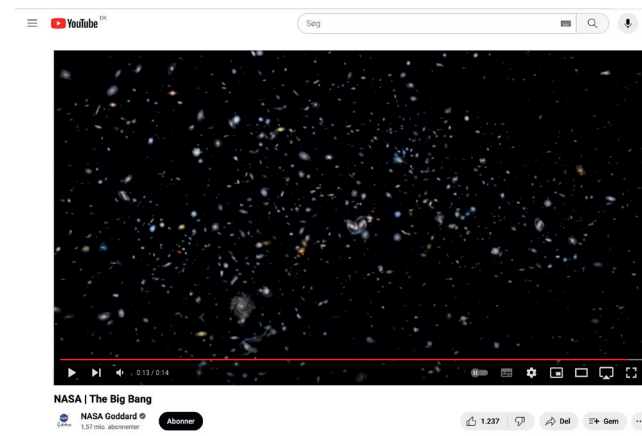 YouTube DK
Søg
0:13 / 0:14
NASA | The Big Bang
NASA Goddard
1,57 mio. abonnenter
Abonner
1.237
Del
Gem